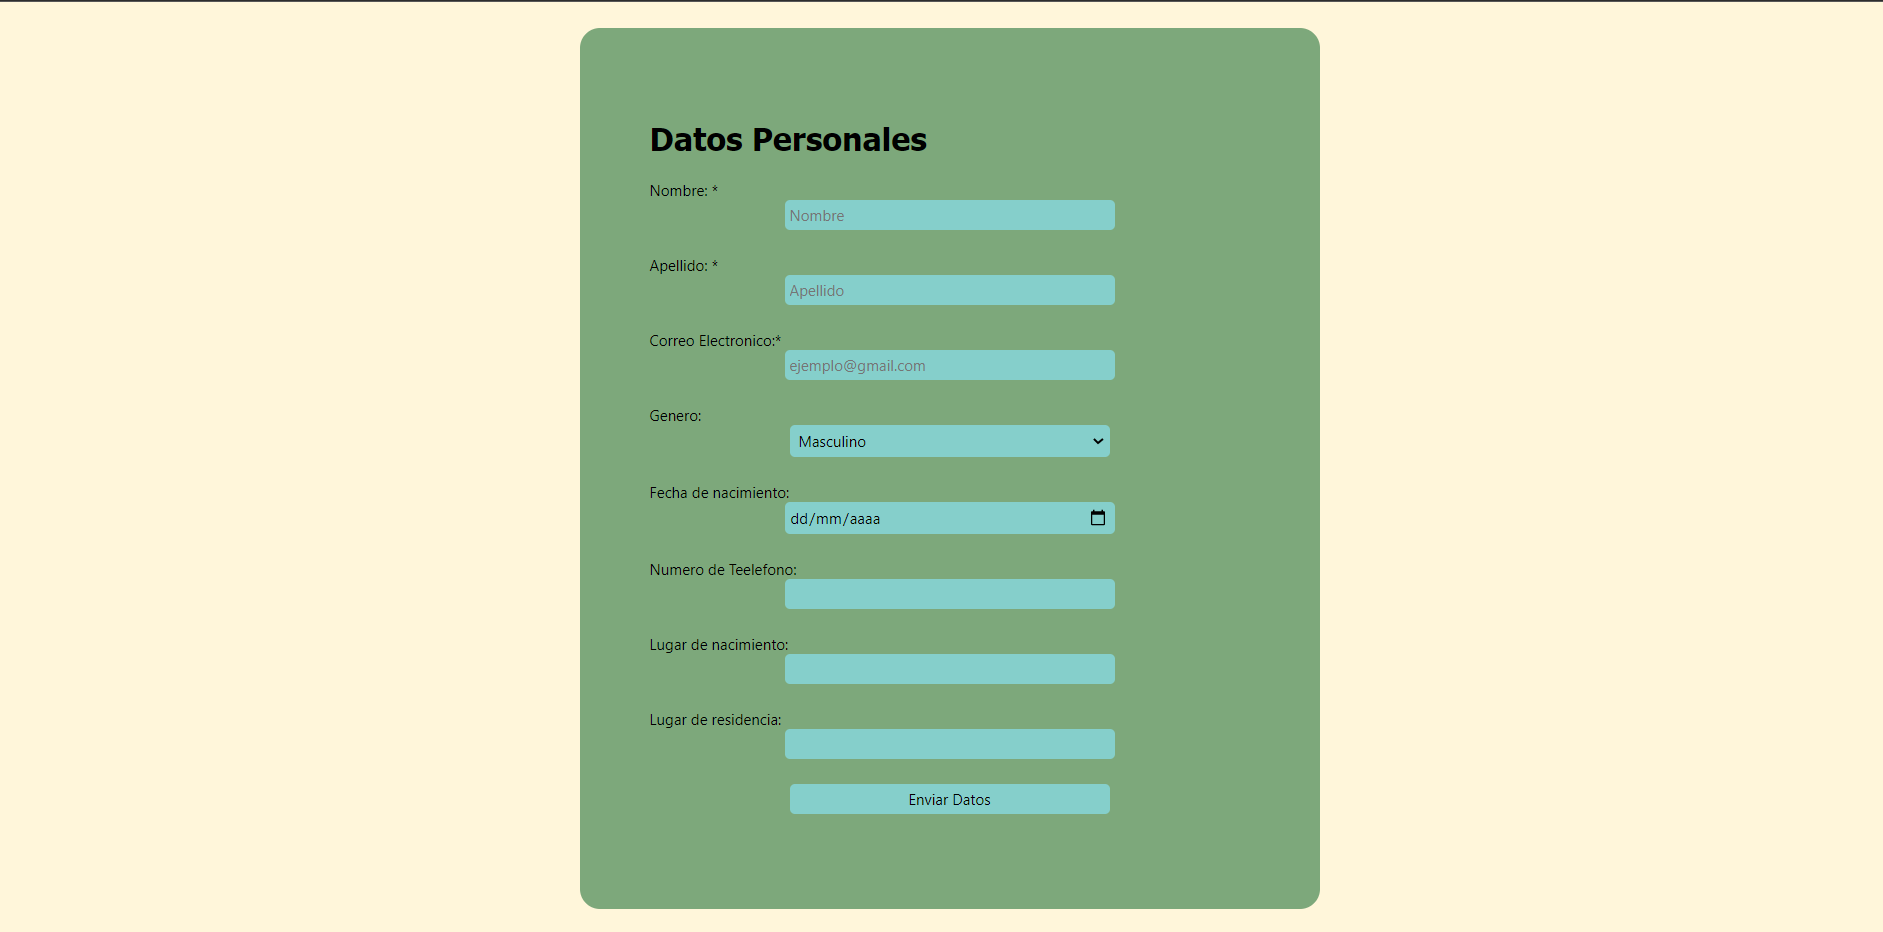 Datos Personales
Nombre: *
Nombre
Apellido: *
Apellido
Correo Electronico:*
ejemplo@gmail.com
Genero:
Masculino
Fecha de nacimiento:
dd/mm/aaaa
Numero de Teelefono:
Lugar de nacimiento:
Lugar de residencia:
Enviar Datos